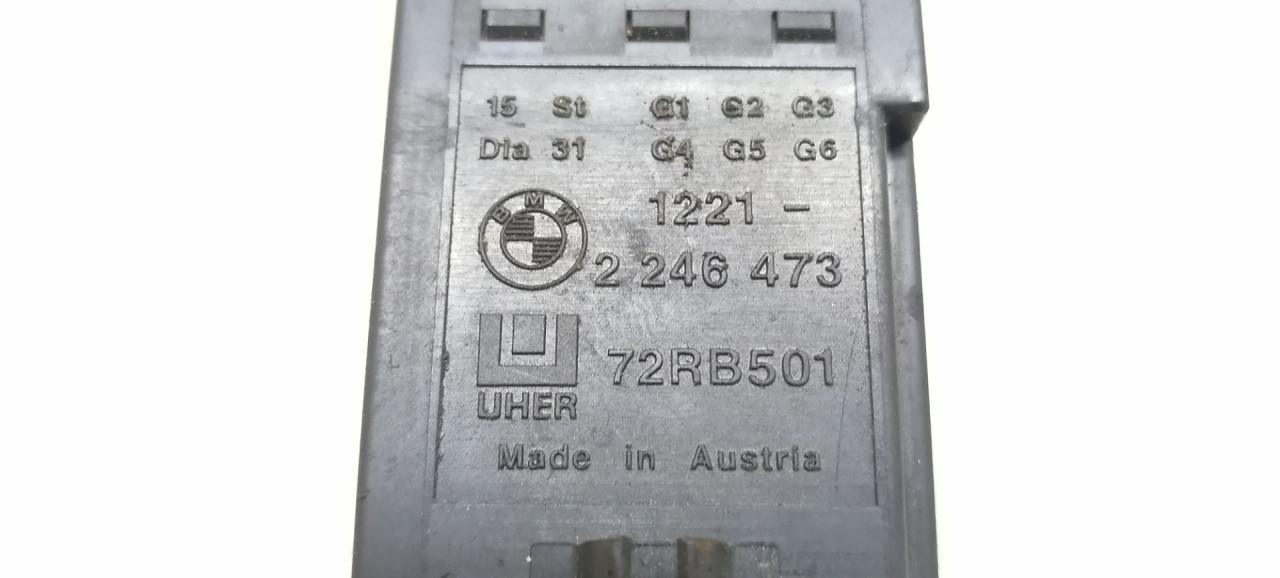 15 St G1 G2 G3
Dia 31 G4 G5 G6
BMW 1221 -
2 246 473
72RB501
UHER
Made in Austria